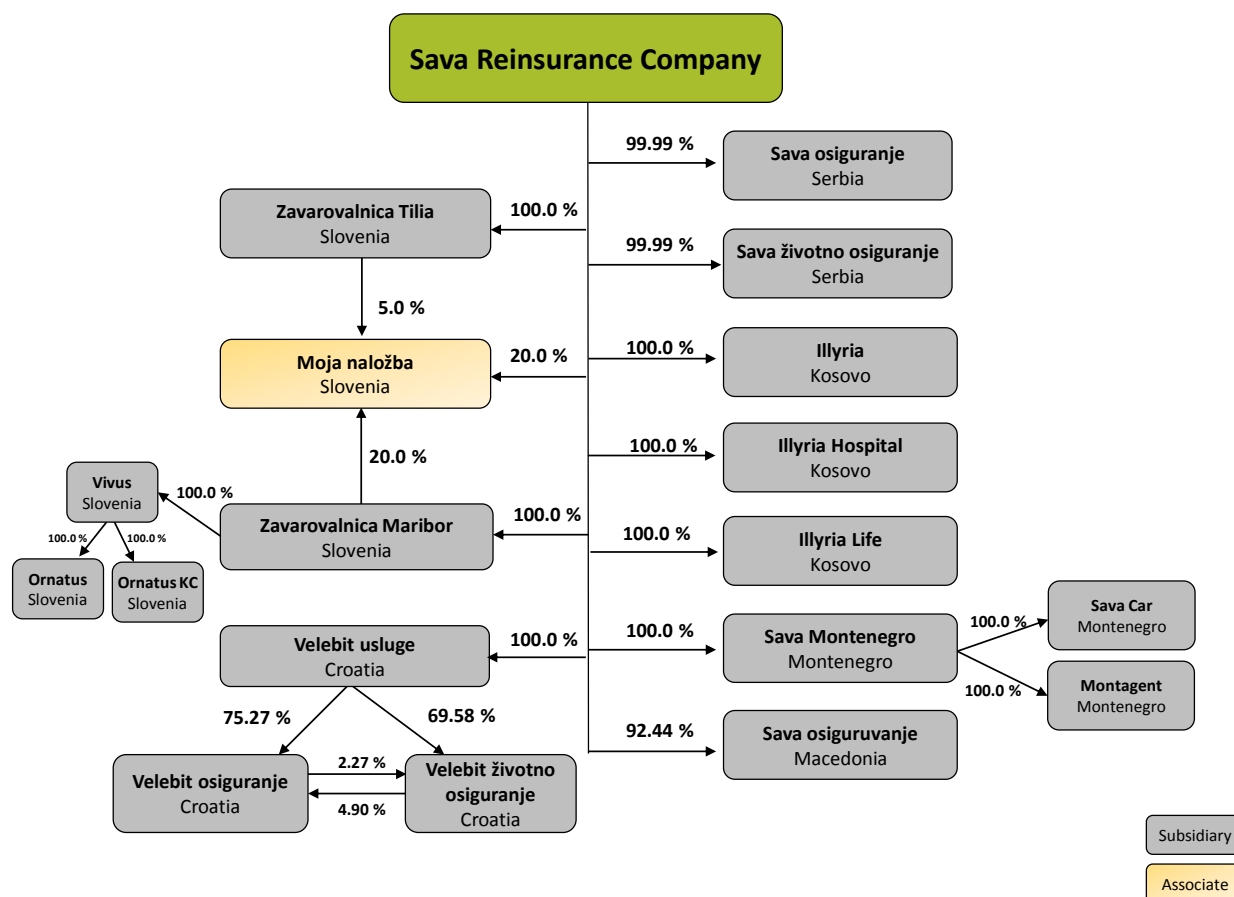 Sava Reinsurance Company
99.99 %
Sava osiguranje
Serbia
Zavarovalnica Tilia
Slovenia
100.0 %
99.99 %
Sava životno osiguranje
Serbia
5.0 %
Moja naložba
Slovenia
20.0 %
100.0 %
Illyria
Kosovo
20.0 %
100.0 %
Illyria Hospital
Kosovo
Vivus
Slovenia
100.0 %
Zavarovalnica Maribor
Slovenia
100.0 %
100.0 %
Illyria Life
Kosovo
100.0 %
100.0 %
Ornatus
Slovenia
Ornatus KC
Slovenia
Velebit usluge
Croatia
100.0 %
100.0 %
Sava Montenegro
Montenegro
100.0 %
Sava Car
Montenegro
100.0 %
Montagent
Montenegro
75.27 %
69.58 %
92.44 %
Sava osiguruvanje
Macedonia
Velebit osiguranje
Croatia
2.27 %
4.90 %
Velebit životno
osiguranje
Croatia
Subsidiary
Associate